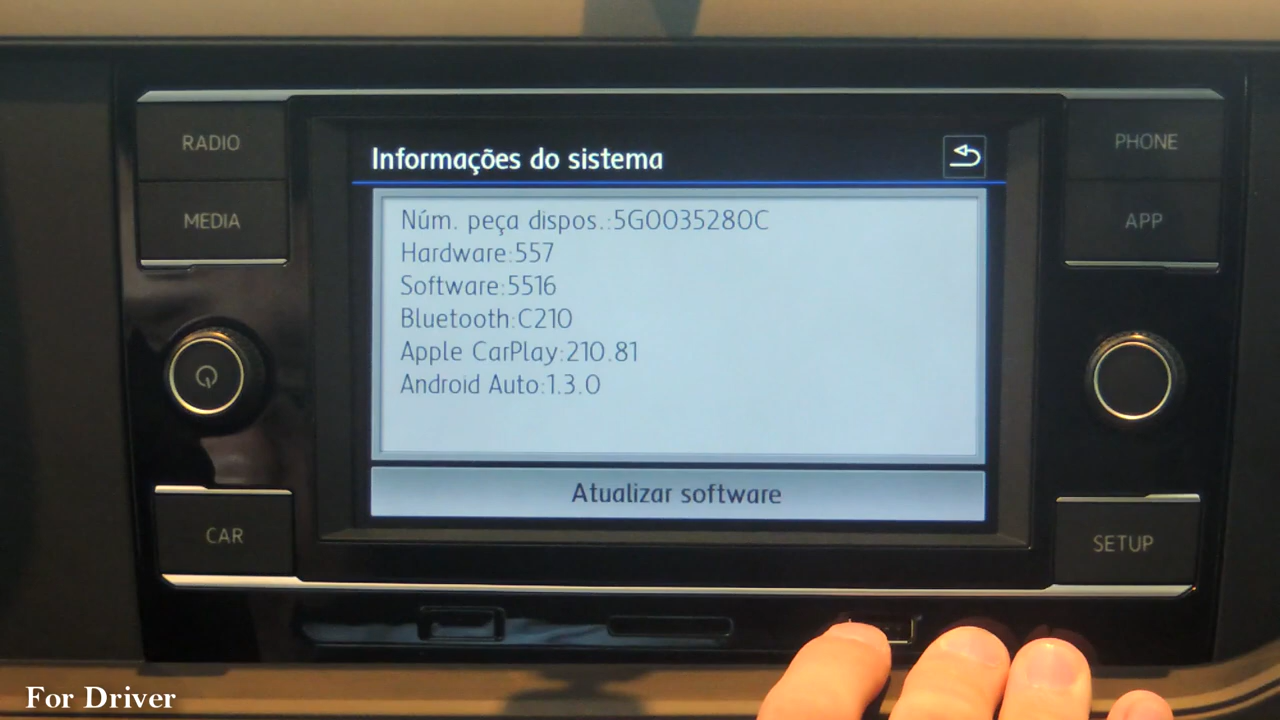 RADIO
MEDIA
CAR
Informações do sistema
Núm. peça dispos.:5G0035280C
Hardware:557
Software:5516
Bluetooth:C210
Apple CarPlay:210.81
Android Auto:1.3.0
Atualizar software
PHONE
APP
SETUP
For Driver